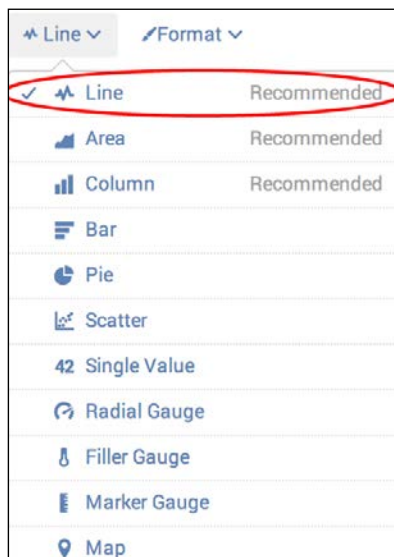 Line Format
Line Recommended
Area Recommended
Column Recommended
Bar
Pie
Scatter
42 Single Value
Radial Gauge
Filler Gauge
Marker Gauge
Map